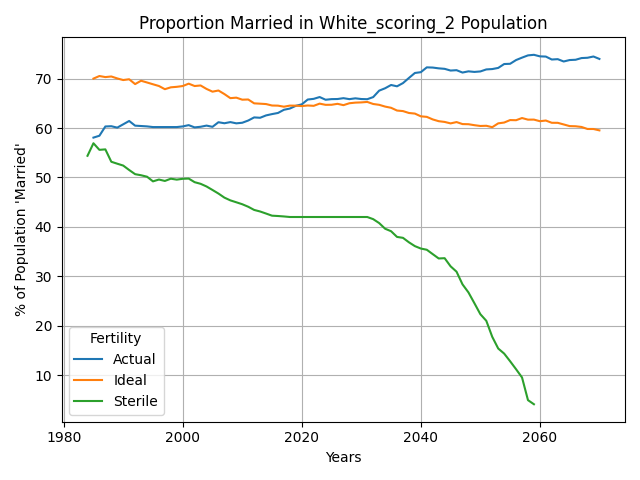 Proportion Married in White_scoring_2 Population
% of Population 'Married'
70
60
50
40
30
20
10
Fertility
Actual
Ideal
Sterile
1980
2000
2020
2040
2060
Years